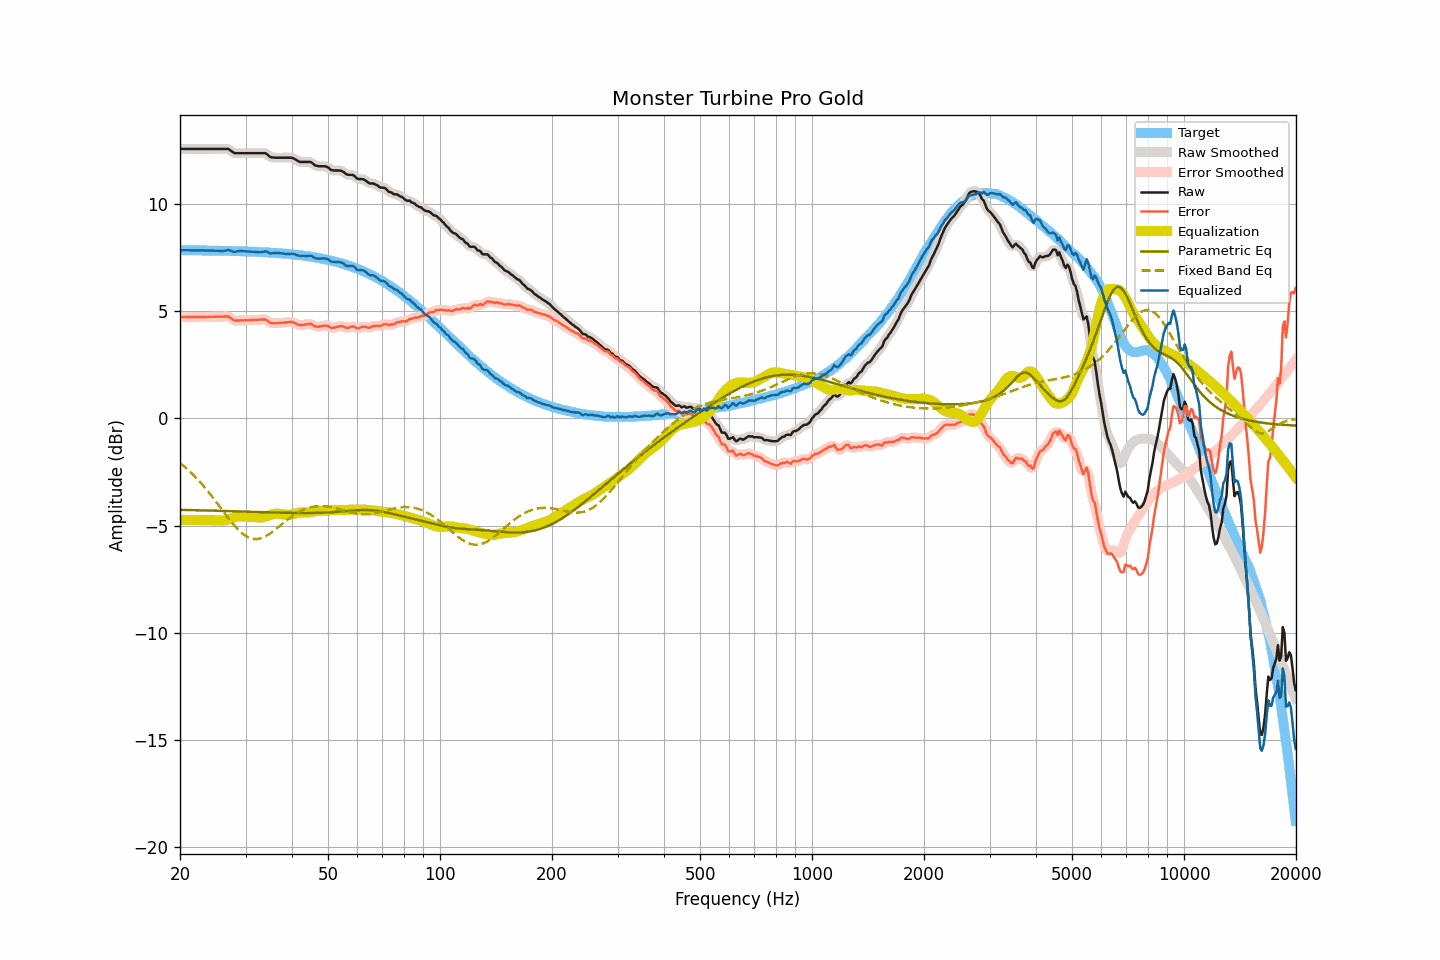 Monster Turbine Pro Gold
Target
Raw Smoothed
Error Smoothed
Raw
Error
Equalization
Parametric Eq
Fixed Band Eq
Equalized
Amplitude (dBr)
10
5
0
−5
−10
−15
−20
20 50 100 200 500 1000 2000 5000 10000 20000
Frequency (Hz)